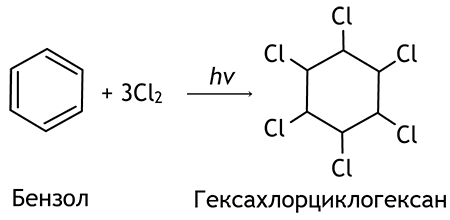 Cl
Cl Cl
hv
+ 3Cl₂
Cl Cl
Cl
Бензол Гексахлорциклогексан